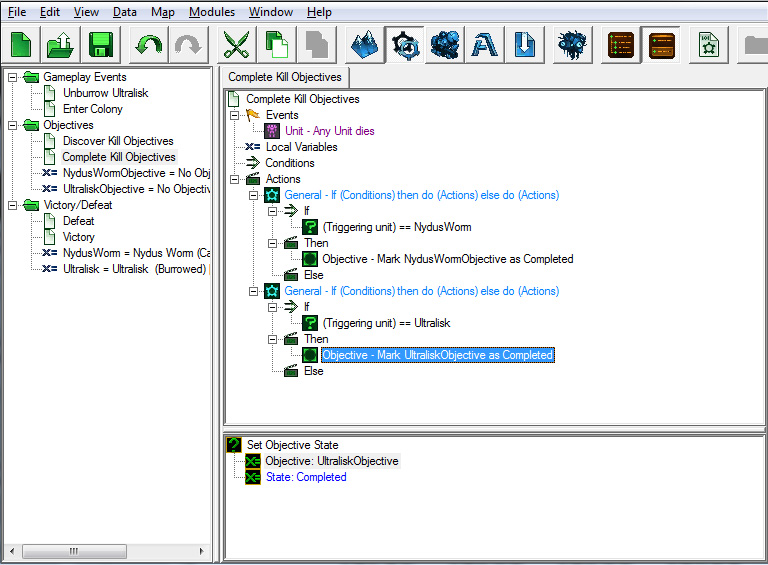 File Edit View Data Map Modules Window Help
Gameplay Events
Unburrow Ultralisk
Enter Colony
Objectives
Discover Kill Objectives
Complete Kill Objectives
NydusWormObjective = No Obj
UltraliskObjective = No Objectiv
Victory/Defeat
Defeat
Victory
NydusWorm = Nydus Worm (Ca
Ultralisk = Ultralisk (Burrowed)
Complete Kill Objectives
Complete Kill Objectives
Events
Unit - Any Unit dies
Local Variables
Conditions
Actions
General - If (Conditions) then do (Actions) else do (Actions)
If
(Triggering unit) == NydusWorm
Then
Objective - Mark NydusWormObjective as Completed
Else
General - If (Conditions) then do (Actions) else do (Actions)
If
(Triggering unit) == Ultralisk
Then
Objective - Mark UltraliskObjective as Completed
Else
Set Objective State
Objective: UltraliskObjective
State: Completed